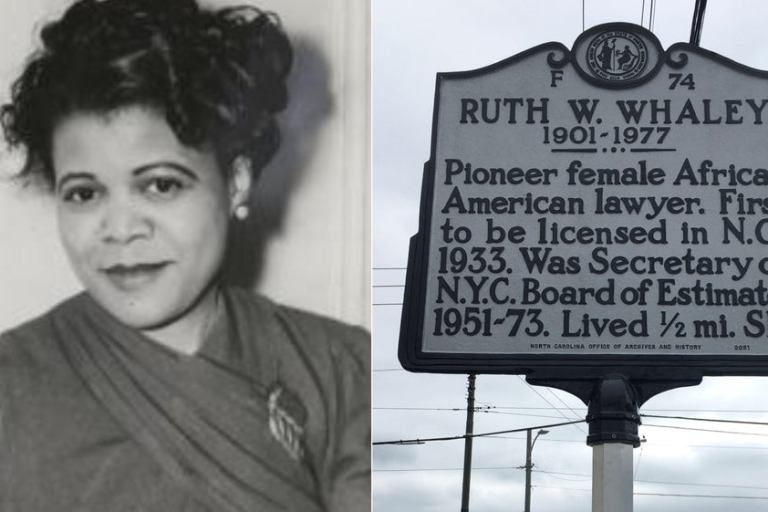 F 74
RUTH W. WHALEY
1901-1977
Pioneer female Africa
American lawyer. Firs
to be licensed in N.C
1933. Was Secretary o
N.Y.C. Board of Estimat
1951-73. Lived ½ mi. S
NORTH CAROLINA OFFICE OF ARCHIVES AND HISTORY 2021